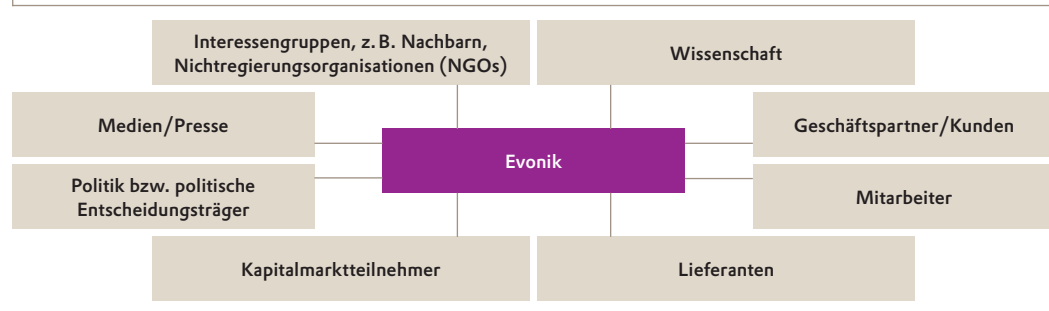 Interessengruppen, z. B. Nachbarn,
Nichtregierungsorganisationen (NGOs)
Wissenschaft
Medien/Presse
Geschäftspartner/Kunden
Evonik
Politik bzw. politische
Entscheidungsträger
Mitarbeiter
Kapitalmarktteilnehmer
Lieferanten